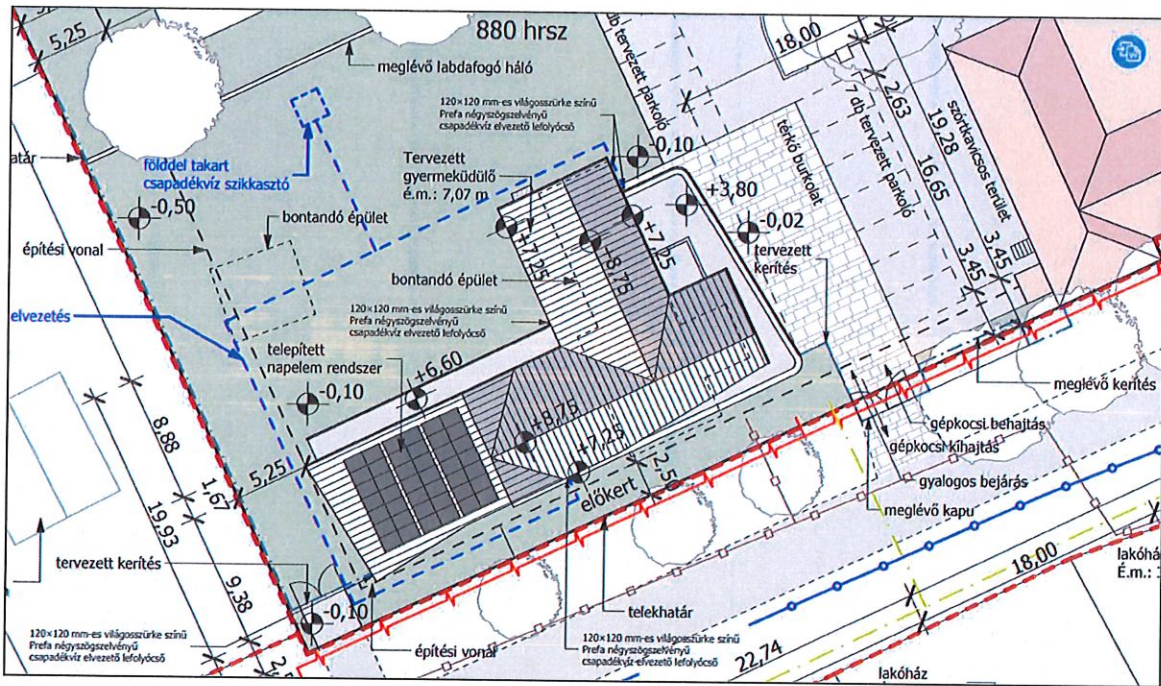 5,25
880 hrsz
meglévő labdafogó háló
18,00
db tervezett parkoló
120×120 mm-es világosszürke színű
Prefa négyszögszelvényű
csapadékvíz elvezető lefolyócső
2,63
19,28
16,65
szórtkavicsos terület
7 db tervezett parkoló
térkő burkolat
3,45
3,45
atár
földdel takart
csapadékvíz szikkasztó
Tervezett
gyermeküdülő
é.m.: 7,07 m
-0,10
+3,80
-0,50
bontandó épület
+7,25
-8,75
+7,25
-0,02
tervezett
kerítés
építési vonal
bontandó épület
elvezetés
120×120 mm-es világosszürke színű
Prefa négyszögszelvényű
csapadékvíz elvezető lefolyócső
telepített
napelem rendszer
+6,60
-0,10
meglévő kerítés
8,88
5,25
1,67
19,93
+8,75
+7,25
2,50
előkert
gépkocsi behajtás
gépkocsi kihajtás
gyalogos bejárás
meglévő kapu
tervezett kerítés
9,38
-0,10
telekhatár
18,00
lakóhá
É.m.:
120×120 mm-es világosszürke színű
Prefa négyszögszelvényű
csapadékvíz elvezető lefolyócső
építési vonal
120×120 mm-es világosszürke színű
Prefa négyszögszelvényű
csapadékvíz elvezető lefolyócső
22,74
lakóház